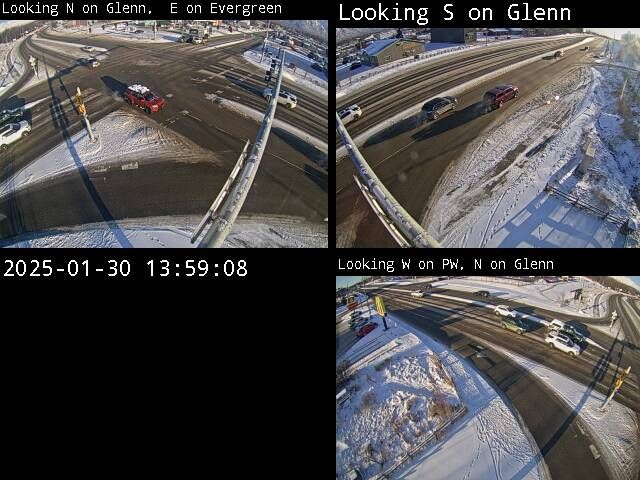 Looking N on Glenn, E on Evergreen
Looking S on Glenn
2025-01-30 13:59:08
Looking W on PW, N on Glenn